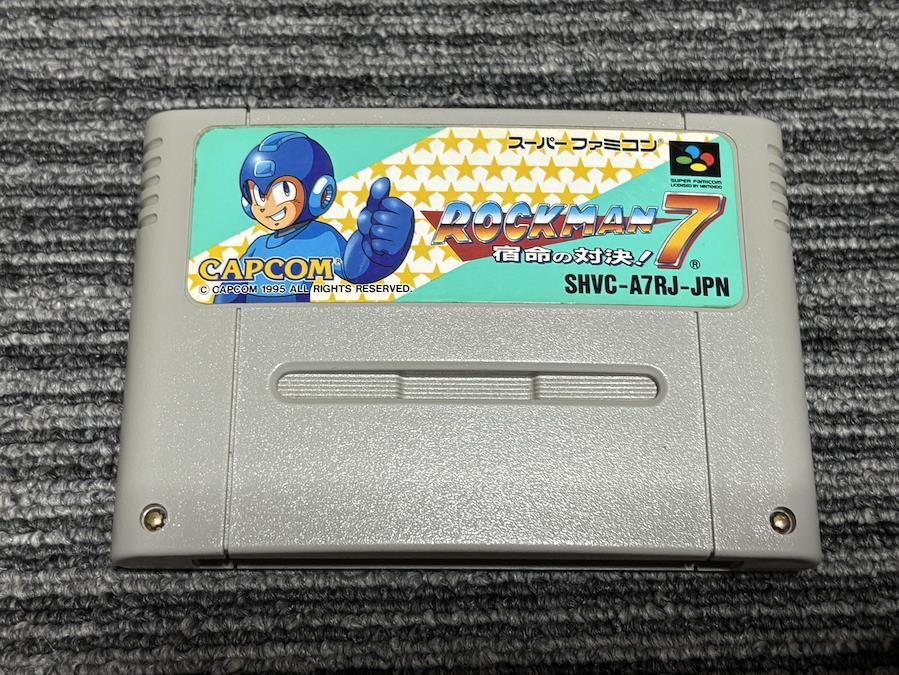 スーパーファミコン®
SUPER FAMICOM
LICENSED BY NINTENDO
ROCKMAN 7®
宿命の対決!
CAPCOM®
© CAPCOM 1995 ALL RIGHTS RESERVED.
SHVC-A7RJ-JPN